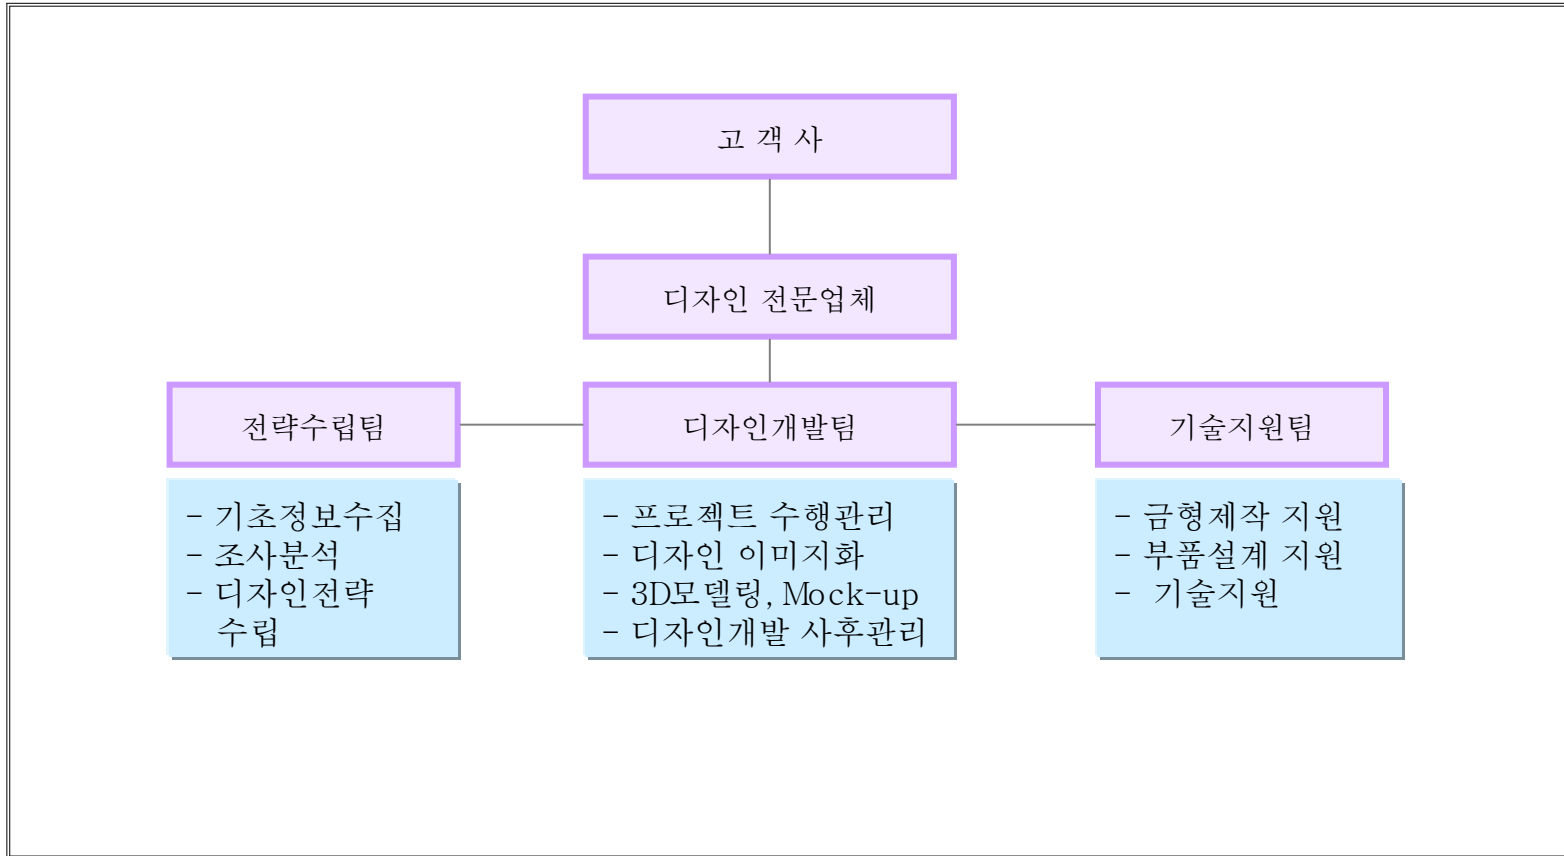 고 객 사
디자인 전문업체
전략수립팀
디자인개발팀
기술지원팀
- 기초정보수집
- 조사분석
- 디자인전략
수립
- 프로젝트 수행관리
- 디자인 이미지화
- 3D모델링, Mock-up
- 디자인개발 사후관리
- 금형제작 지원
- 부품설계 지원
- 기술지원